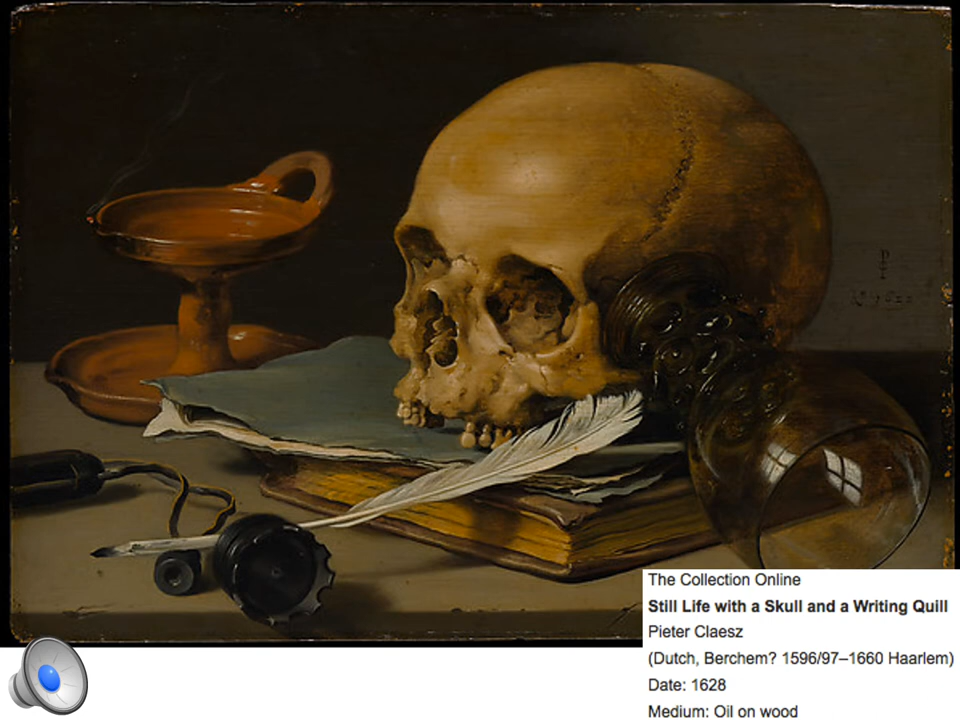 The Collection Online
Still Life with a Skull and a Writing Quill
Pieter Claesz
(Dutch, Berchem? 1596/97–1660 Haarlem)
Date: 1628
Medium: Oil on wood